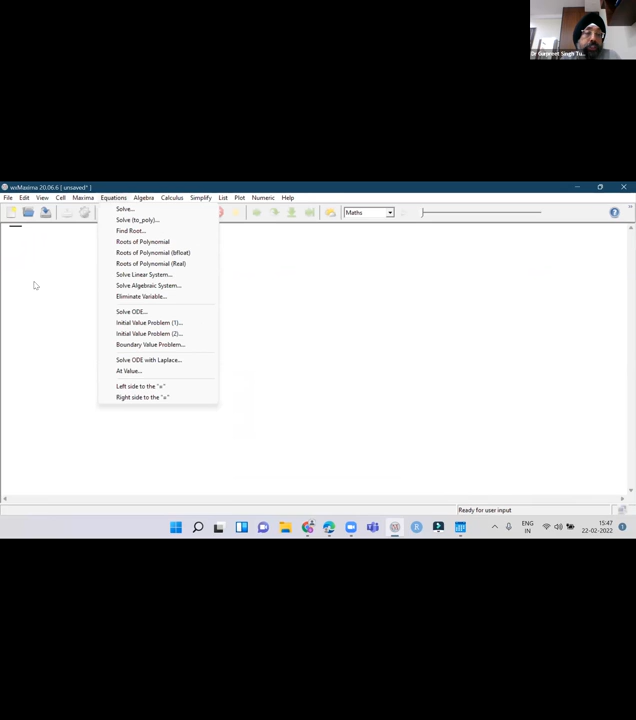 Dr Gurjeet Singh Tu...
wxMaxima 20.06.6 [ unsaved* ]
File Edit View Cell Maxima Equations Algebra Calculus Simplify List Plot Numeric Help
Maths
Solve...
Solve (to_poly)...
Find Root...
Roots of Polynomial
Roots of Polynomial (bfloat)
Roots of Polynomial (Real)
Solve Linear System...
Solve Algebraic System...
Eliminate Variable...
Solve ODE...
Initial Value Problem (1)...
Initial Value Problem (2)...
Boundary Value Problem...
Solve ODE with Laplace...
At Value...
Left side to the "="
Right side to the "="
Ready for user input
ENG 15:47
IN 22-02-2022